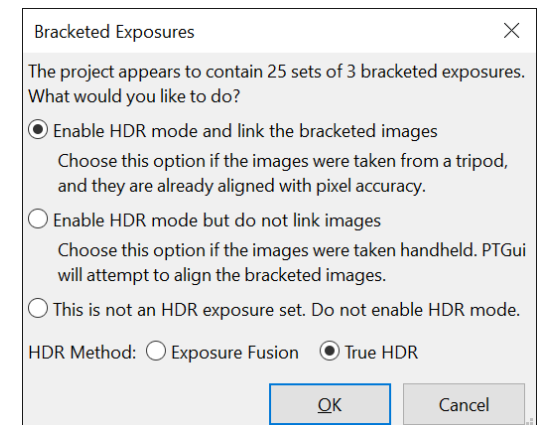 Bracketed Exposures
The project appears to contain 25 sets of 3 bracketed exposures.
What would you like to do?
Enable HDR mode and link the bracketed images
Choose this option if the images were taken from a tripod,
and they are already aligned with pixel accuracy.
Enable HDR mode but do not link images
Choose this option if the images were taken handheld. PTGui
will attempt to align the bracketed images.
This is not an HDR exposure set. Do not enable HDR mode.
HDR Method: Exposure Fusion True HDR
OK Cancel